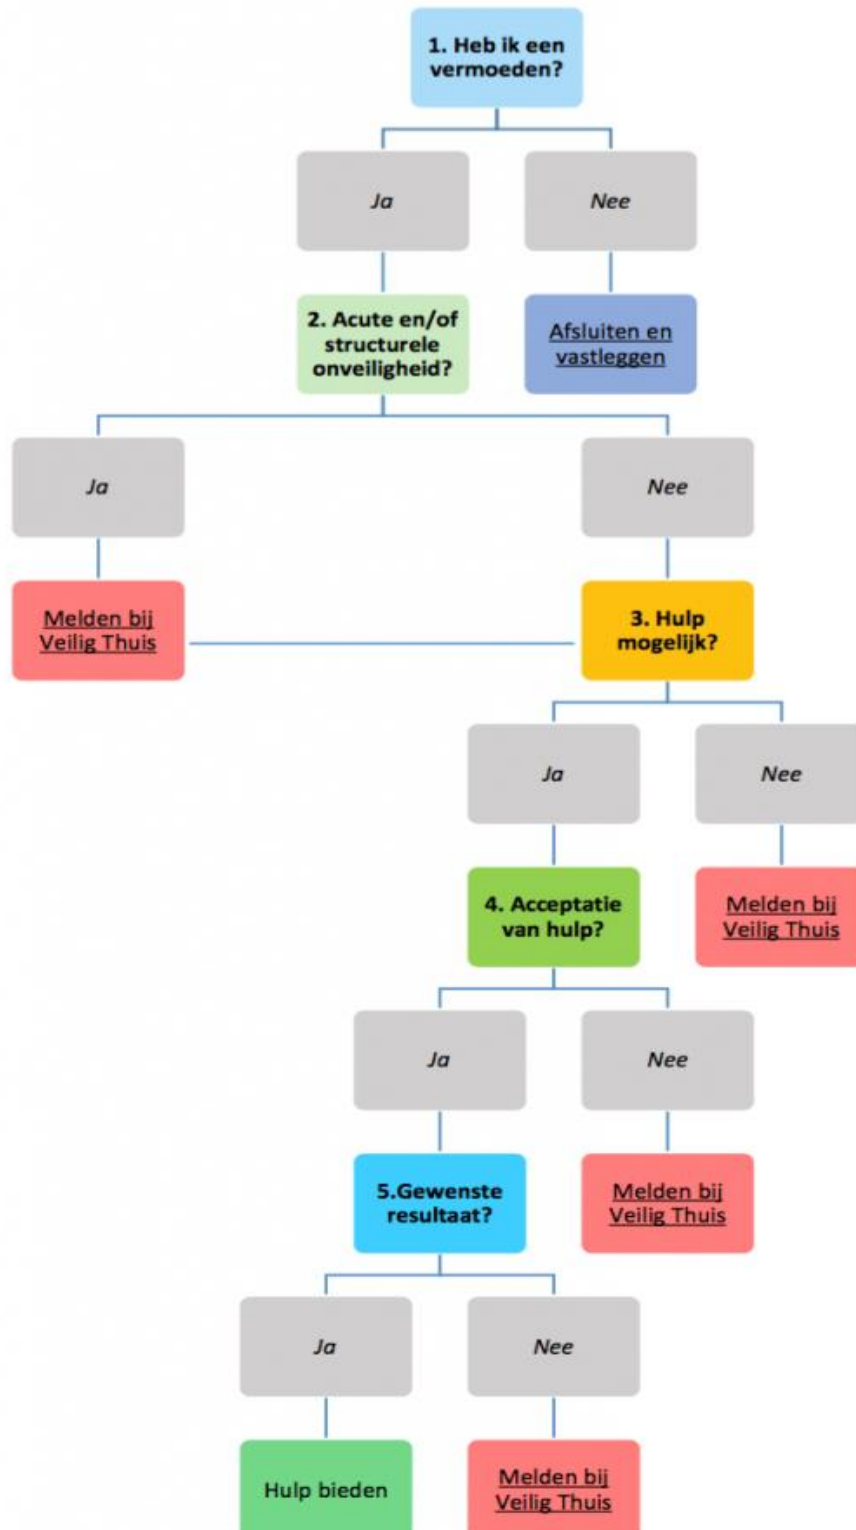 1. Heb ik een
vermoeden?
Ja
Nee
2. Acute en/of
structurele
onveiligheid?
Afsluiten en
vastleggen
Ja
Nee
Melden bij
Veilig Thuis
3. Hulp
mogelijk?
Ja
Nee
4. Acceptatie
van hulp?
Melden bij
Veilig Thuis
Ja
Nee
5.Gewenste
resultaat?
Melden bij
Veilig Thuis
Ja
Nee
Hulp bieden
Melden bij
Veilig Thuis